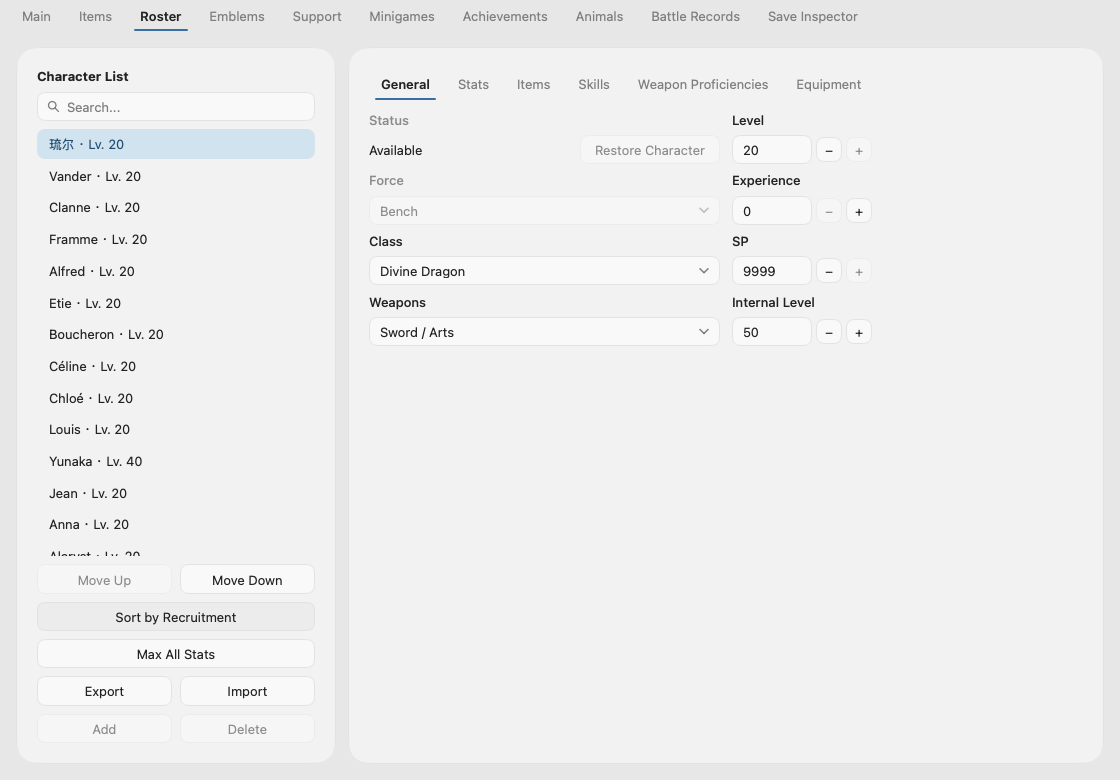 Main Items Roster Emblems Support Minigames Achievements Animals Battle Records Save Inspector
Character List
Search...
琉尔 · Lv. 20
Vander · Lv. 20
Clanne · Lv. 20
Framme · Lv. 20
Alfred · Lv. 20
Etie · Lv. 20
Boucheron · Lv. 20
Céline · Lv. 20
Chloé · Lv. 20
Louis · Lv. 20
Yunaka · Lv. 40
Jean · Lv. 20
Anna · Lv. 20
Move Up Move Down
Sort by Recruitment
Max All Stats
Export Import
Add Delete
General Stats Items Skills Weapon Proficiencies Equipment
Status Level
Available Restore Character 20 − +
Force Experience
Bench 0 − +
Class SP
Divine Dragon 9999 − +
Weapons Internal Level
Sword / Arts 50 − +